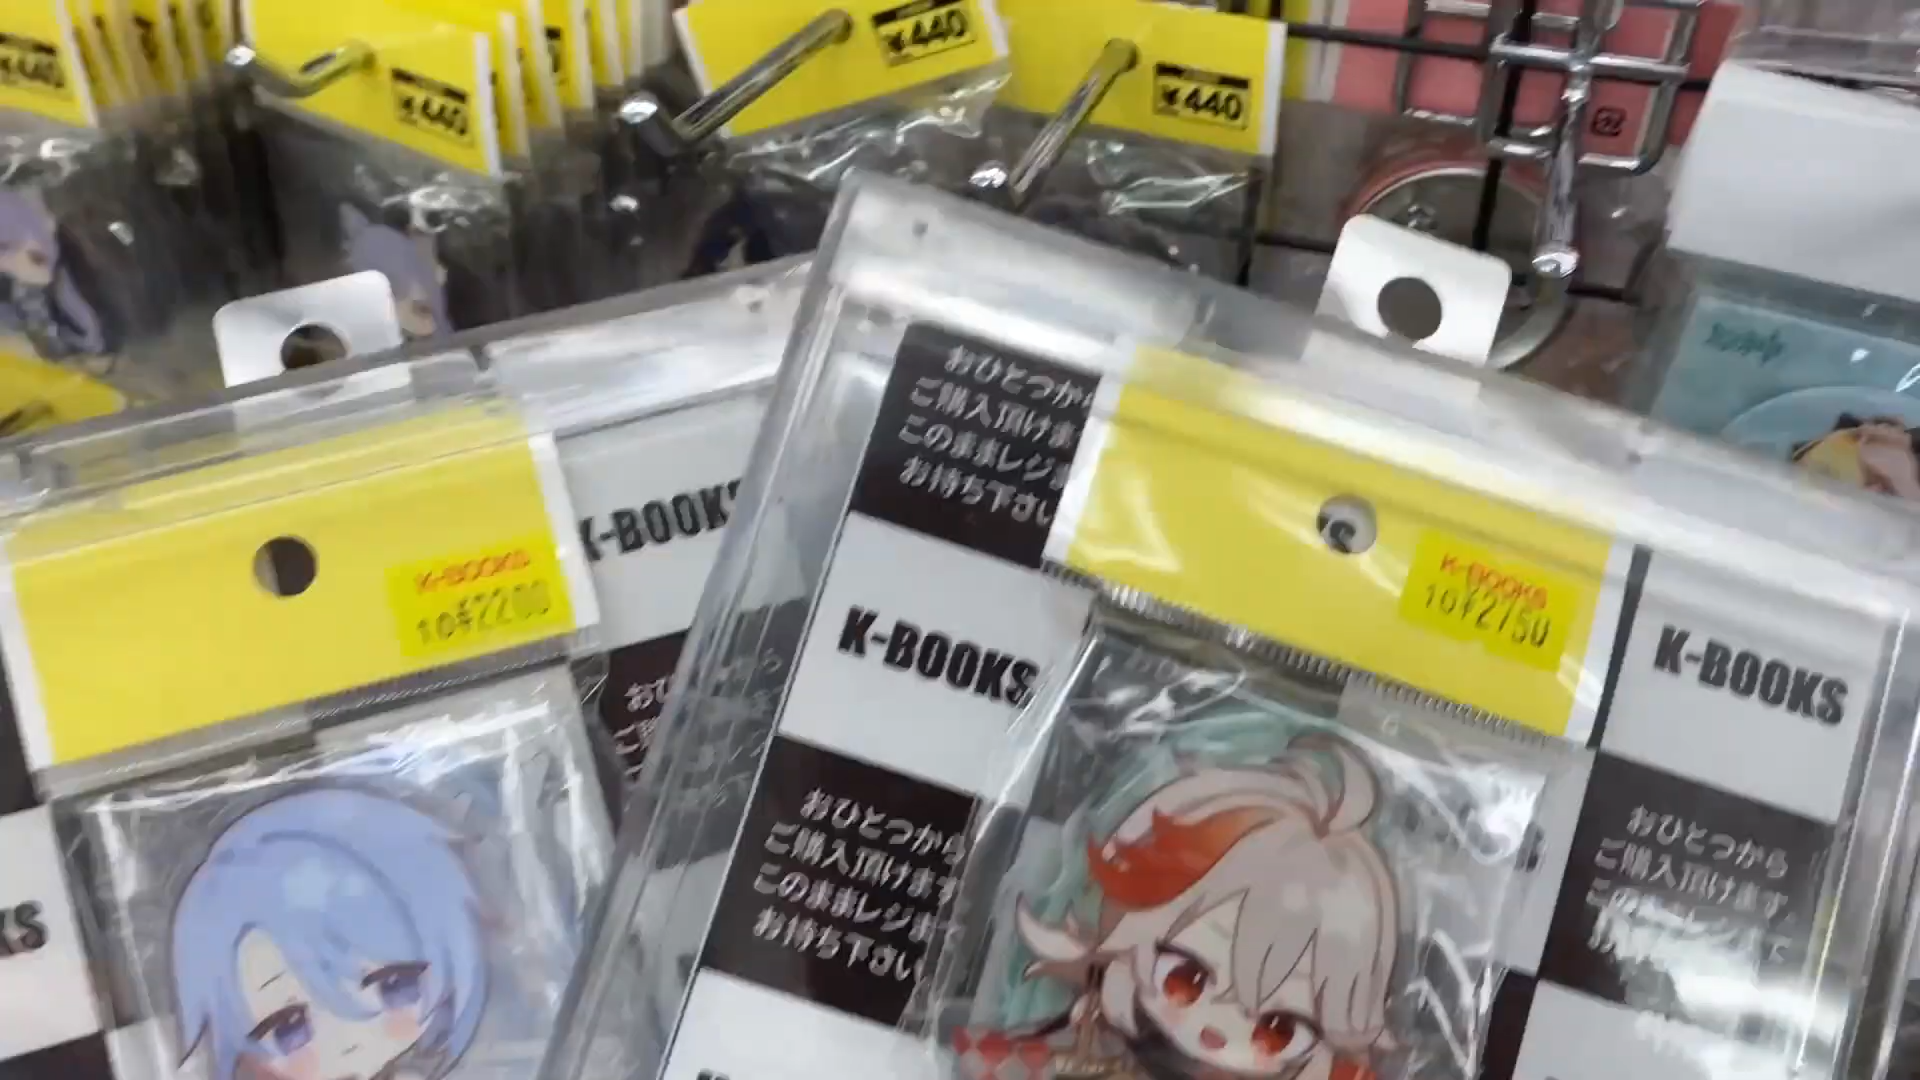 ¥440
¥440
¥440
¥440
おひとつから
ご購入頂けま
このままレジま
お待ち下さい
K-BOOKS
K-BOOKS
10¥2200
K-BOOKS
K-BOOKS
10¥2750
K-BOOKS
K-BOOKS
おひとつから
ご購入頂けます
このままレジまで
お待ち下さい
おひとつから
ご購入頂けます。
KS